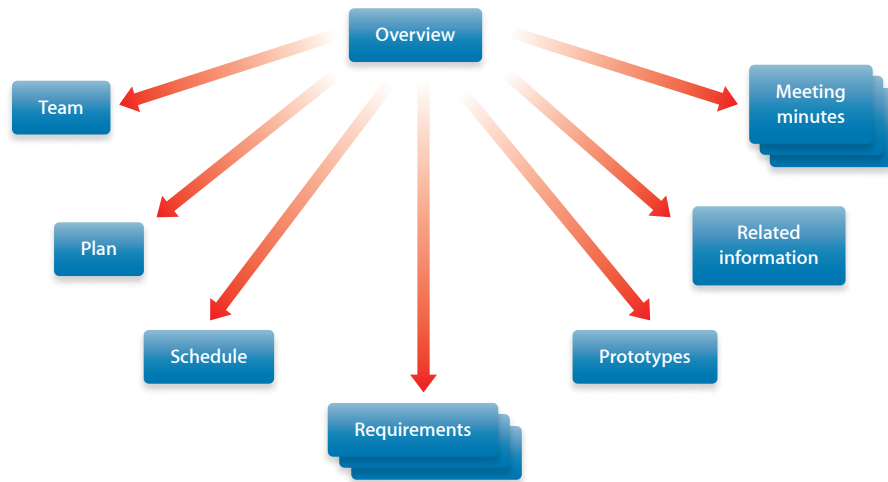 Overview
Team
Meeting
minutes
Plan
Related
information
Schedule
Prototypes
Requirements